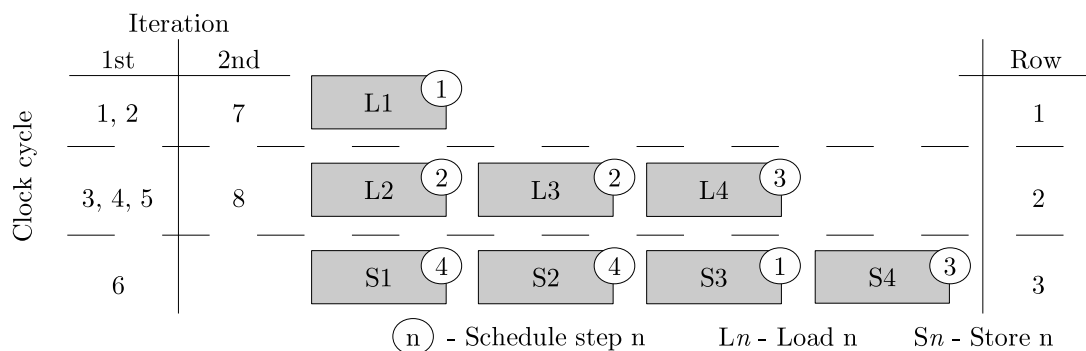 Iteration
1st 2nd Row
Clock cycle
1, 2 7 L1 1 1
3, 4, 5 8 L2 2 L3 2 L4 3 2
6 S1 4 S2 4 S3 1 S4 3 3
n - Schedule step n Ln - Load n Sn - Store n